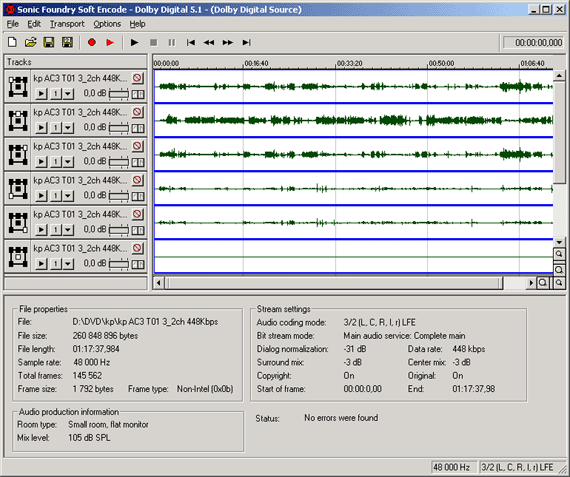 Sonic Foundry Soft Encode - Dolby Digital 5.1 - (Dolby Digital Source)
File Edit Transport Options Help
00:00:00,000
Tracks
00:00:00 00:16:40 00:33:20 00:50:00 01:06:40
kp AC3 T01 3_2ch 448K...
1 0,0 dB
kp AC3 T01 3_2ch 448K...
1 0,0 dB
kp AC3 T01 3_2ch 448K...
1 0,0 dB
kp AC3 T01 3_2ch 448K...
1 0,0 dB
kp AC3 T01 3_2ch 448K...
1 0,0 dB
kp AC3 T01 3_2ch 448K...
1 0,0 dB
File properties
File: D:\DVD\kp\kp AC3 T01 3_2ch 448Kbps
File size: 260 848 896 bytes
File length: 01:17:37,984
Sample rate: 48 000 Hz
Total frames: 145 562
Frame size: 1 792 bytes Frame type: Non-Intel (0x0b)
Stream settings
Audio coding mode: 3/2 (L, C, R, l, r) LFE
Bit stream mode: Main audio service: Complete main
Dialog normalization: -31 dB Data rate: 448 kbps
Surround mix: -3 dB Center mix: -3 dB
Copyright: On Original: On
Start of frame: 00:00:0,00 End: 01:17:37,98
Audio production information
Room type: Small room, flat monitor
Mix level: 105 dB SPL
Status: No errors were found
48 000 Hz 3/2 (L, C, R, l, r) LFE